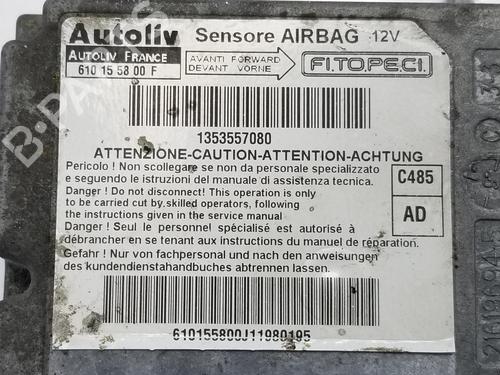 Autoliv Sensore AIRBAG 12V
AUTOLIV FRANCE
610 15 58 00 F
AVANTI FORWARD
DEVANT VORNE
F.I.TO.PE.C.I.
1353557080
ATTENZIONE-CAUTION-ATTENTION-ACHTUNG
Pericolo ! Non scollegare se non da personale specializzato
e seguendo le istruzioni del manuale di assistenza tecnica.
Danger ! Do not disconnect! This operation is only
to be carried cut by skilled operators, following
the instructions given in the service manual
Danger ! Seul le personnel spécialisé est autorisé à
débrancher en se tenant aux instructions du manuel de réparation.
Gefahr ! Nur von fachpersonal und nach den anweisungen
des kundendienstahandbuches abtrennen lassen.
C485
AD
610155800J11980195
B-PARTS